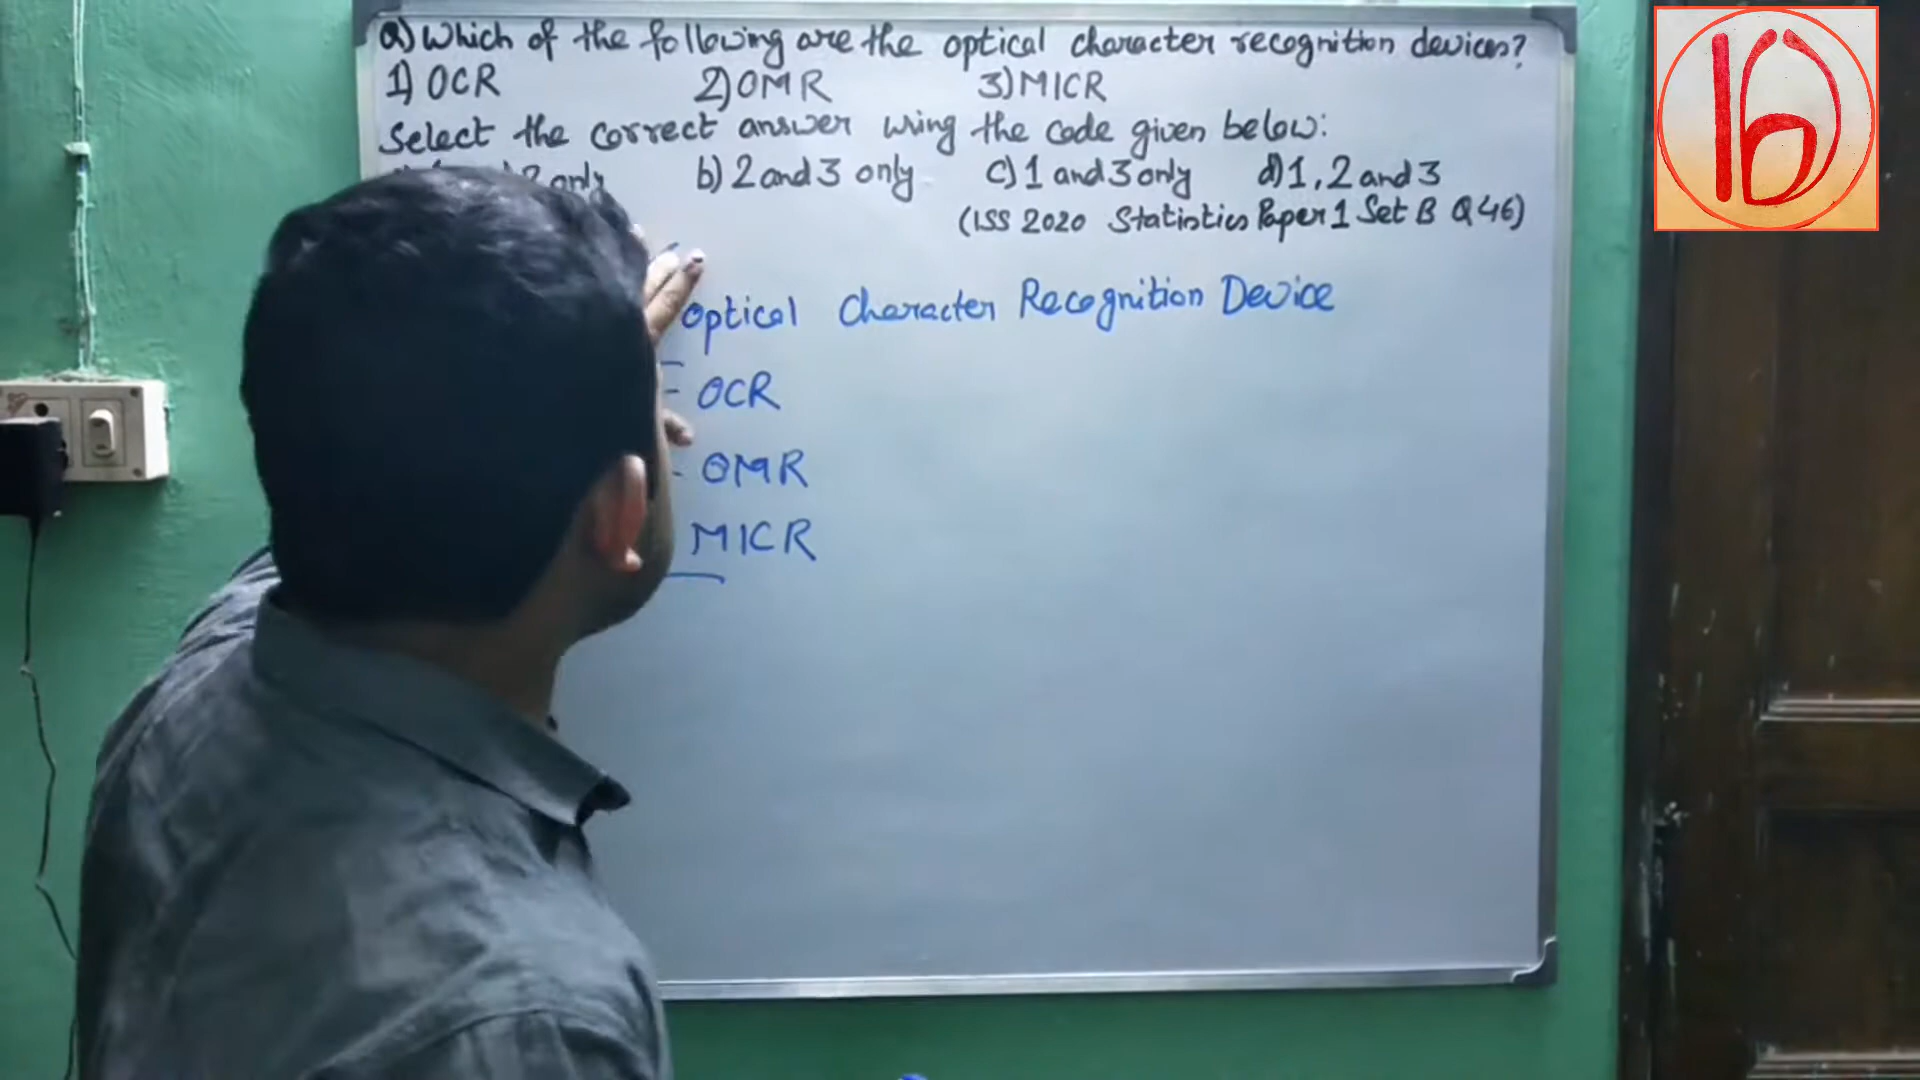 Q) Which of the following are the optical character recognition devices?
1) OCR 2) OMR 3) MICR
Select the correct answer using the code given below:
2 only b) 2 and 3 only c) 1 and 3 only d) 1, 2 and 3
(ISS 2020 Statistics Paper 1 Set B Q 46)
Optical Character Recognition Device
- OCR
- OMR
MICR